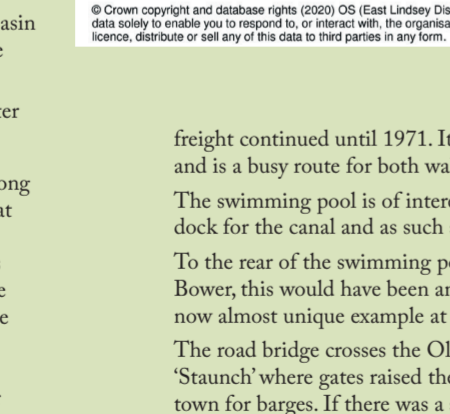 © Crown copyright and database rights (2020) OS (East Lindsey Dis
data solely to enable you to respond to, or interact with, the organisa
licence, distribute or sell any of this data to third parties in any form.
asin
e
ter
ong
at
e
e
freight continued until 1971. It
and is a busy route for both wa
The swimming pool is of inter
dock for the canal and as such
To the rear of the swimming p
Bower, this would have been an
now almost unique example at
The road bridge crosses the Ol
‘Staunch’ where gates raised the
town for barges. If there was a